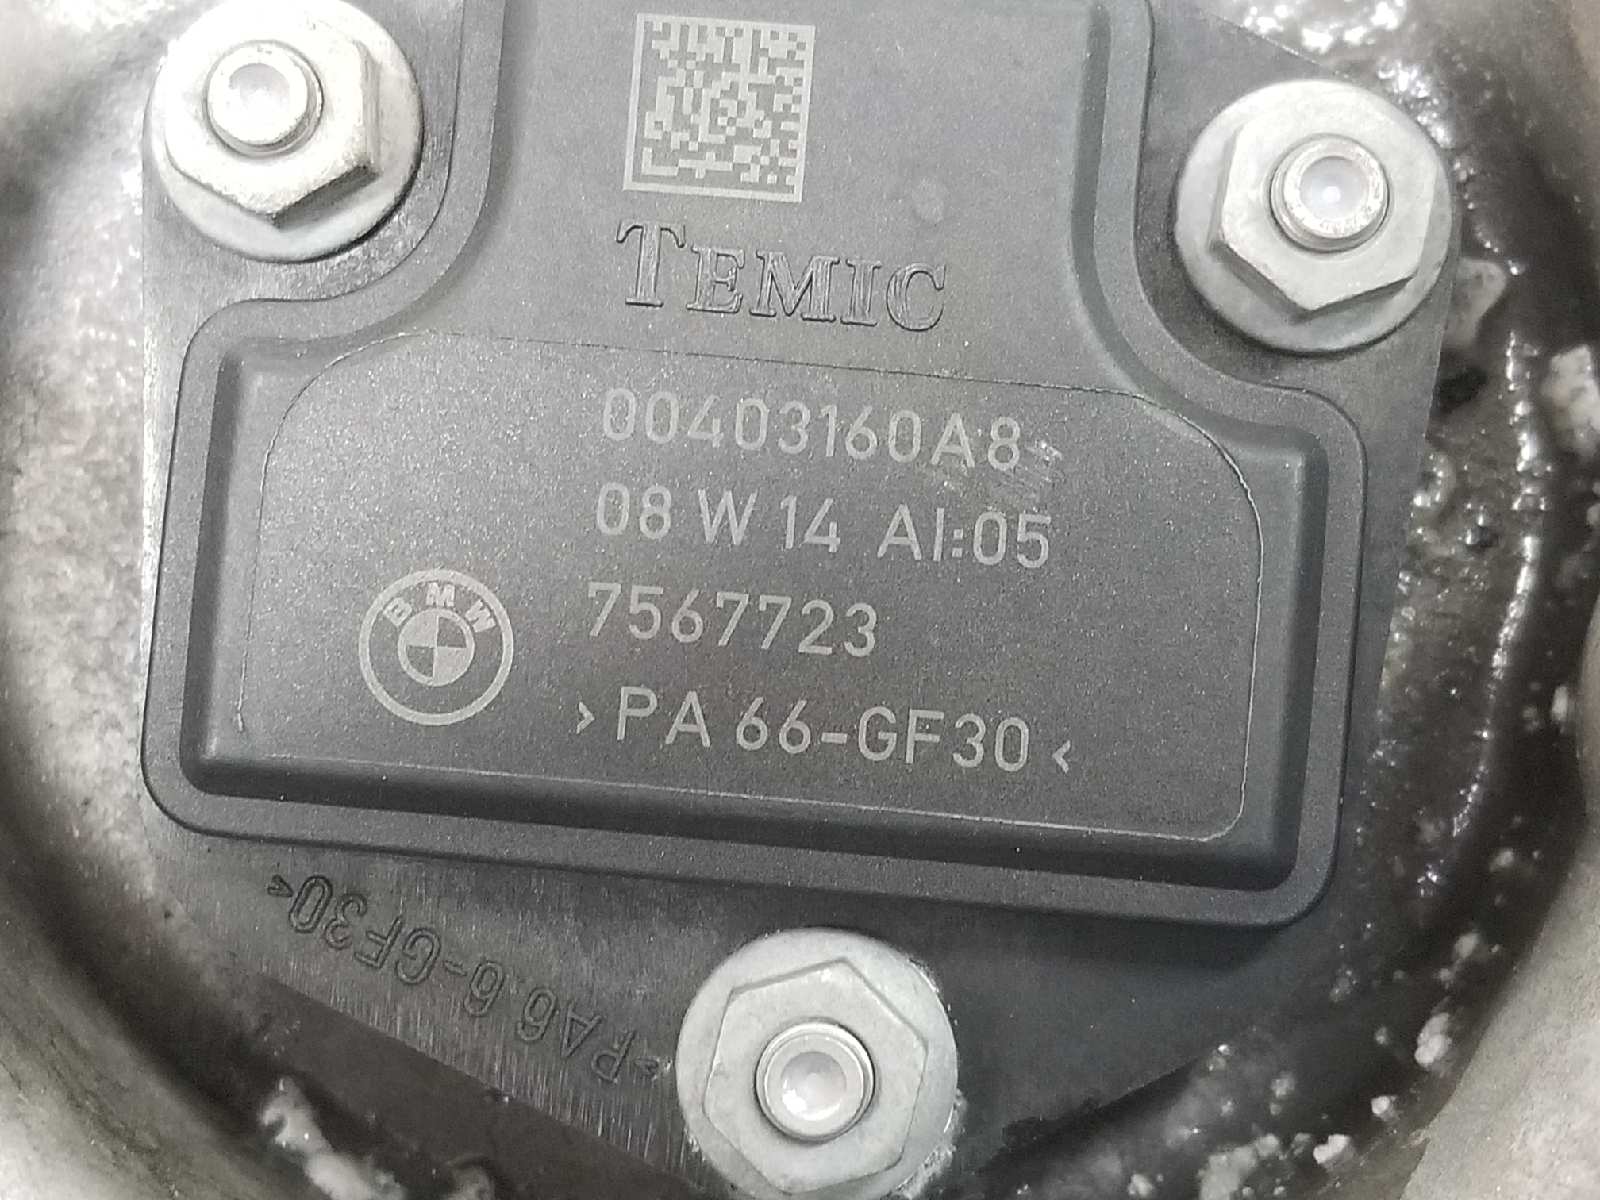 TEMIC
00403160A8
08 W 14 AI:05
BMW
7567723
>PA 66-GF30<
>PA6.6-GF30<